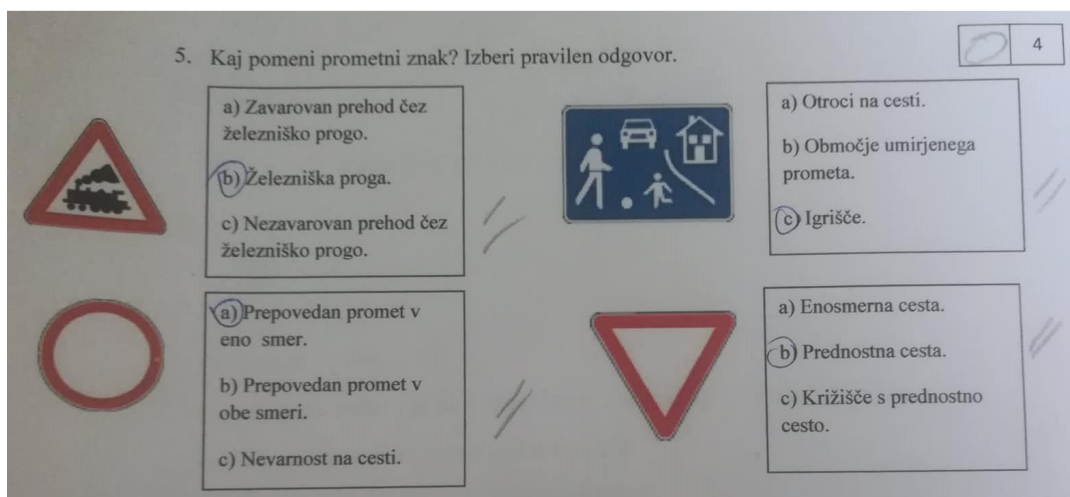 5. Kaj pomeni prometni znak? Izberi pravilen odgovor.
0 4
a) Zavarovan prehod čez
železniško progo.
b) Železniška proga.
c) Nezavarovan prehod čez
železniško progo.
a) Otroci na cesti.
b) Območje umirjenega
prometa.
c) Igrišče.
a) Prepovedan promet v
eno smer.
b) Prepovedan promet v
obe smeri.
c) Nevarnost na cesti.
a) Enosmerna cesta.
b) Prednostna cesta.
c) Križišče s prednostno
cesto.